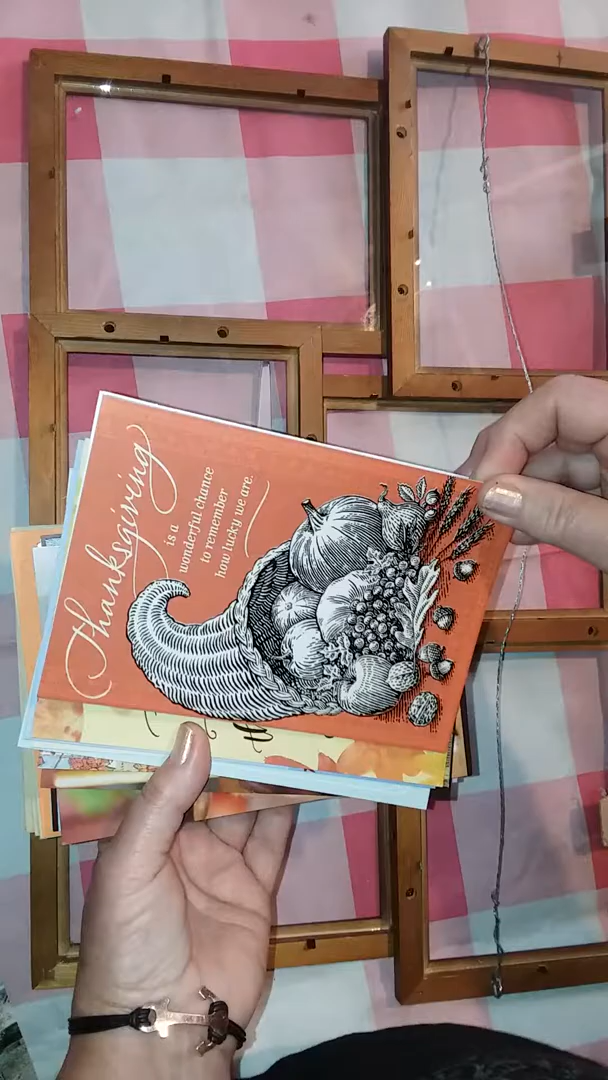 Thanksgiving
is a
wonderful chance
to remember
how lucky we are.